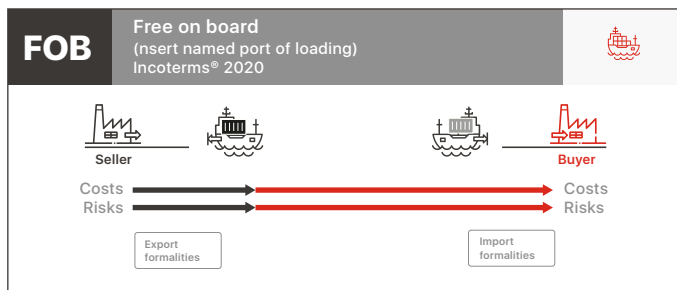 FOB
Free on board
(nsert named port of loading)
Incoterms® 2020
Seller
Buyer
Costs
Costs
Risks
Risks
Export
formalities
Import
formalities